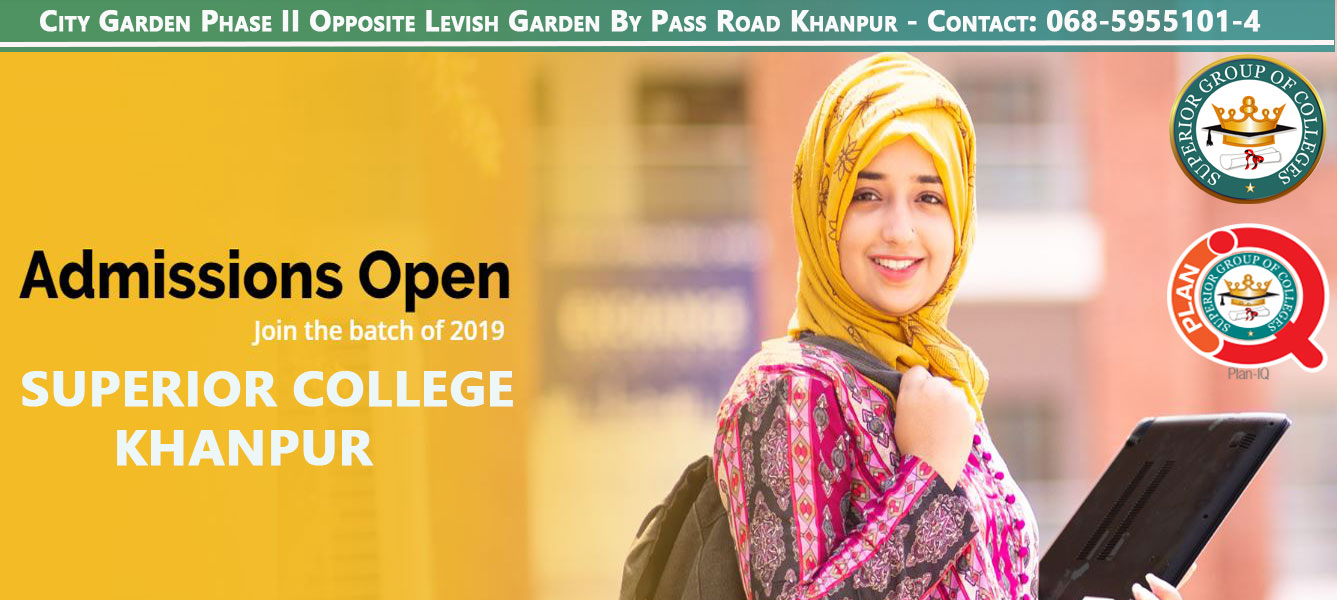 City Garden Phase II Opposite Levish Garden By Pass Road Khanpur - Contact: 068-5955101-4
SUPERIOR GROUP OF COLLEGES
Admissions Open
Join the batch of 2019
SUPERIOR COLLEGE
KHANPUR
PLAN
SUPERIOR GROUP OF COLLEGES
Plan-IQ